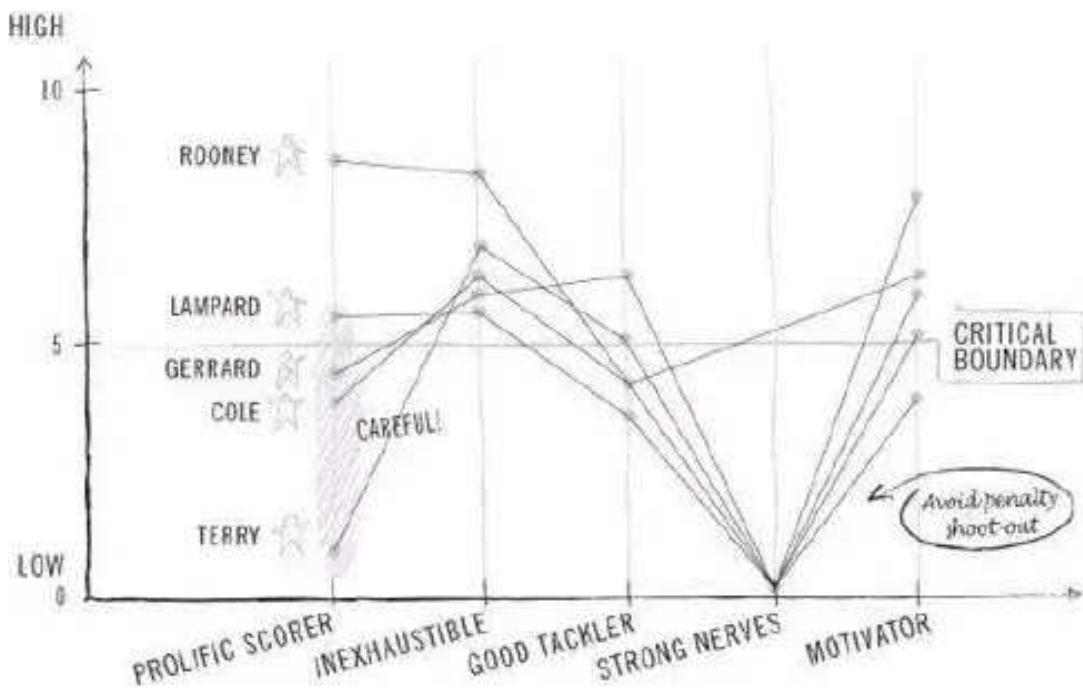 HIGH
10
ROONEY
LAMPARD
5
CRITICAL
BOUNDARY
GERRARD
COLE
CAREFUL!
Avoid penalty
shoot-out
TERRY
LOW
0
PROLIFIC SCORER
INEXHAUSTIBLE
GOOD TACKLER
STRONG NERVES
MOTIVATOR